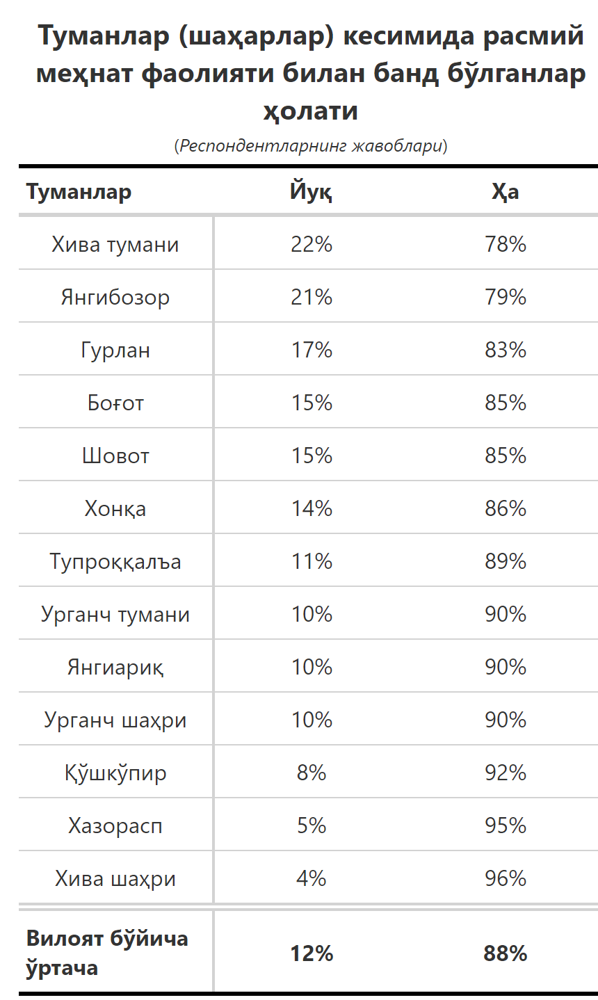 Туманлар (шаҳарлар) кесимида расмий
меҳнат фаолияти билан банд бўлганлар
ҳолати
(Респондентларнинг жавоблари)
Туманлар Йуқ Ҳа
Хива тумани 22% 78%
Янгибозор 21% 79%
Гурлан 17% 83%
Боғот 15% 85%
Шовот 15% 85%
Хонқа 14% 86%
Тупроққалъа 11% 89%
Урганч тумани 10% 90%
Янгиариқ 10% 90%
Урганч шаҳри 10% 90%
Қўшкўпир 8% 92%
Хазорасп 5% 95%
Хива шаҳри 4% 96%
Вилоят бўйича
ўртача 12% 88%